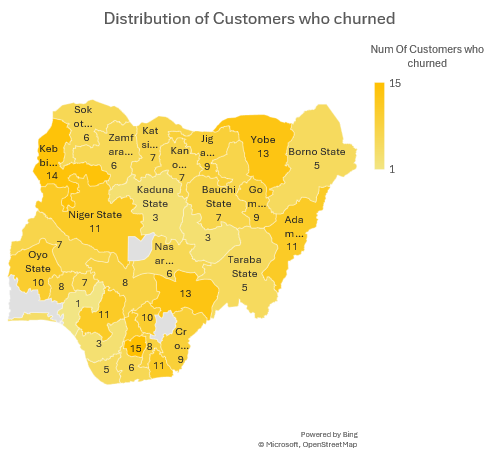 Distribution of Customers who churned
Num Of Customers who
churned
15
1
Sok
ot...
6
Zamf
ara...
6
Kat
si...
7
Kan
o...
7
Jig
a...
9
Yobe
13
Borno State
5
Keb
bi...
14
Kaduna
State
3
Bauchi
State
7
Go
m...
9
Niger State
11
Ada
m...
11
3
7
Nas
ar...
6
Taraba
State
5
Oyo
State
10
8
7
8
13
1
11
10
Cr
o...
9
3
15
8
5
6
11
Powered by Bing
© Microsoft, OpenStreetMap